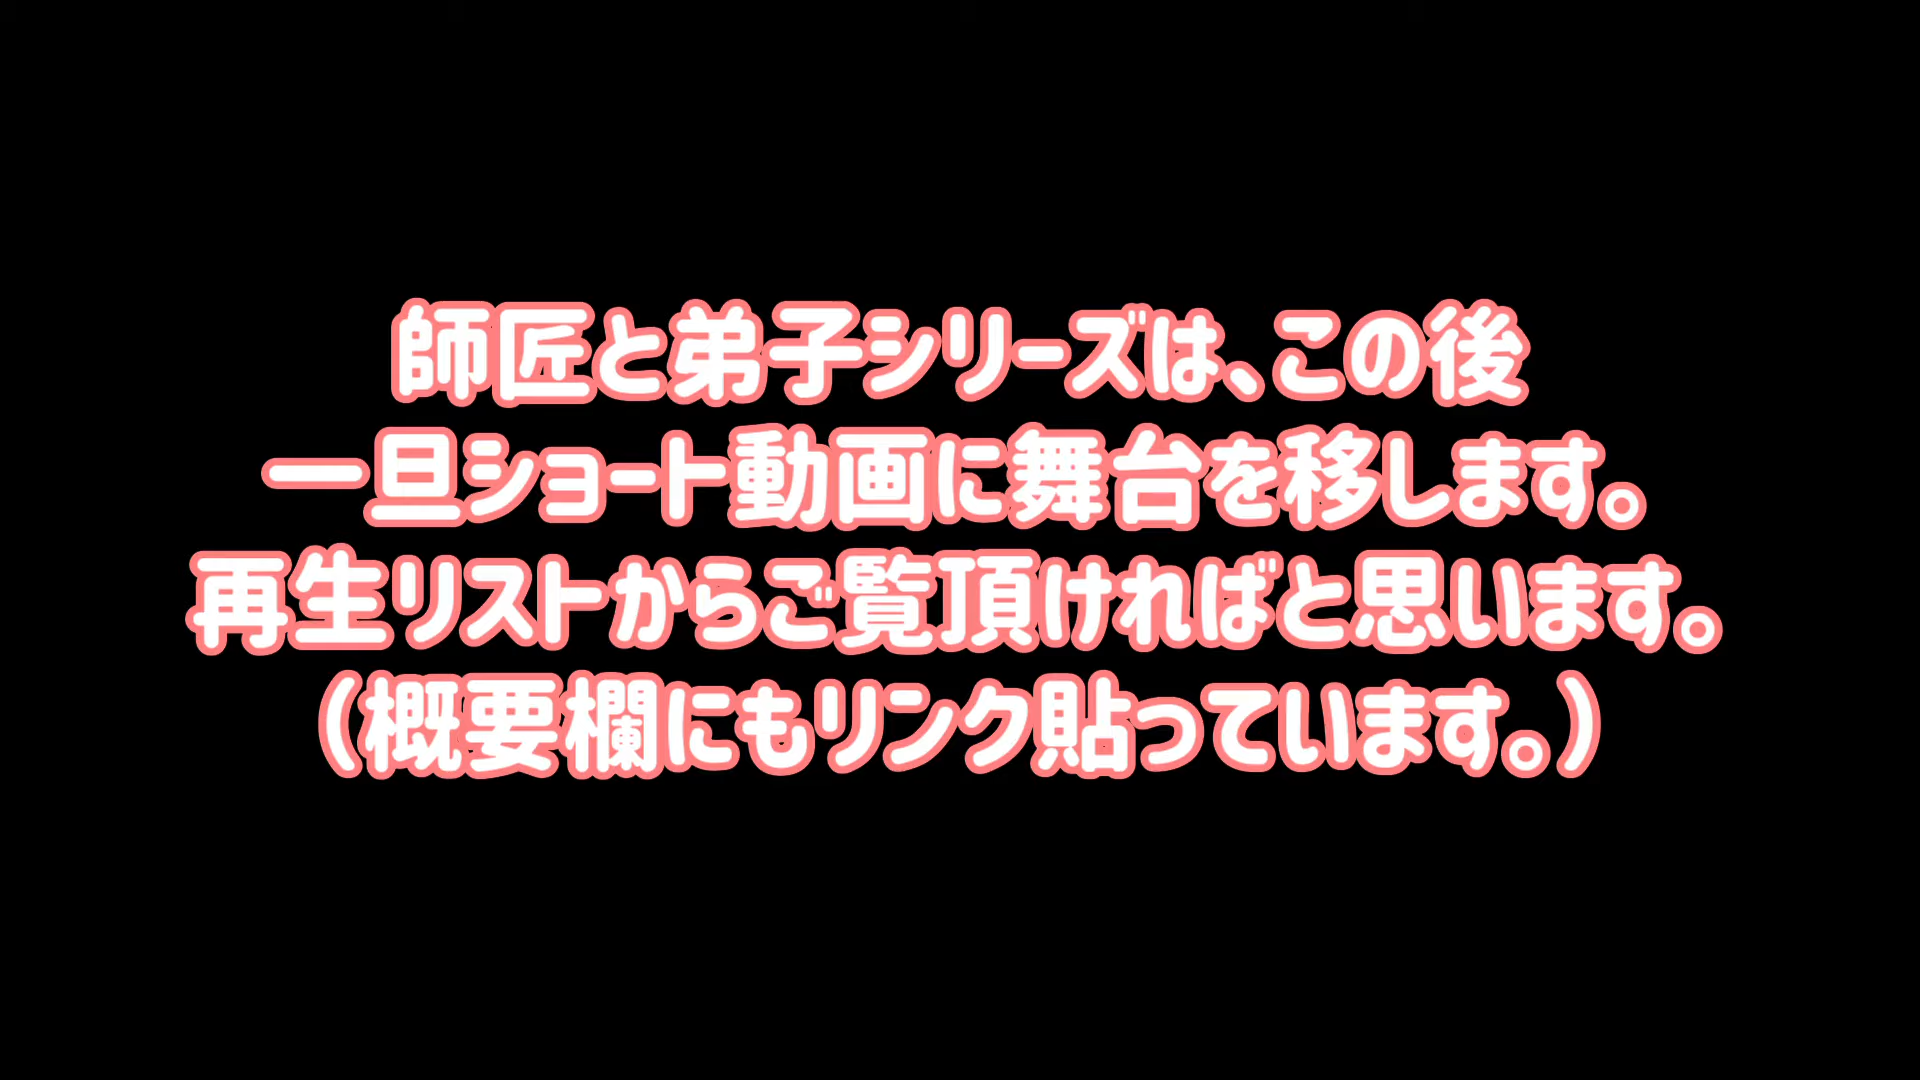 師匠と弟子シリーズは、この後
一旦ショート動画に舞台を移します。
再生リストからご覧頂ければと思います。
（概要欄にもリンク貼っています。）